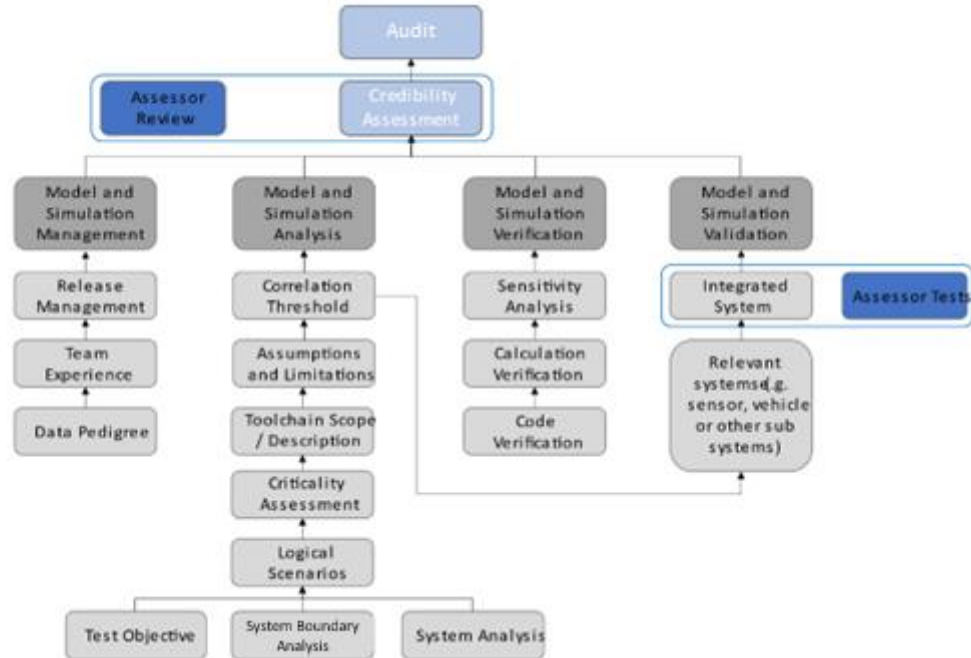 Audit
Assessor
Review
Credibility
Assessment
Model and
Simulation
Management
Model and
Simulation
Analysis
Model and
Simulation
Verification
Model and
Simulation
Validation
Release
Management
Correlation
Threshold
Sensitivity
Analysis
Integrated
System
Assessor Tests
Team
Experience
Assumptions
and Limitations
Calculation
Verification
Relevant
systemse(.g.
sensor, vehicle
or other sub
systems)
Data Pedigree
Toolchain Scope
/ Description
Code
Verification
Criticality
Assessment
Logical
Scenarios
Test Objective
System Boundary
Analysis
System Analysis